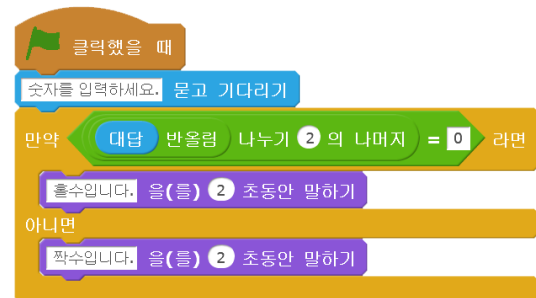 클릭했을 때
숫자를 입력하세요. 묻고 기다리기
만약 대답 반올림 나누기 2 의 나머지 = 0 라면
홀수입니다. 을(를) 2 초동안 말하기
아니면
짝수입니다. 을(를) 2 초동안 말하기